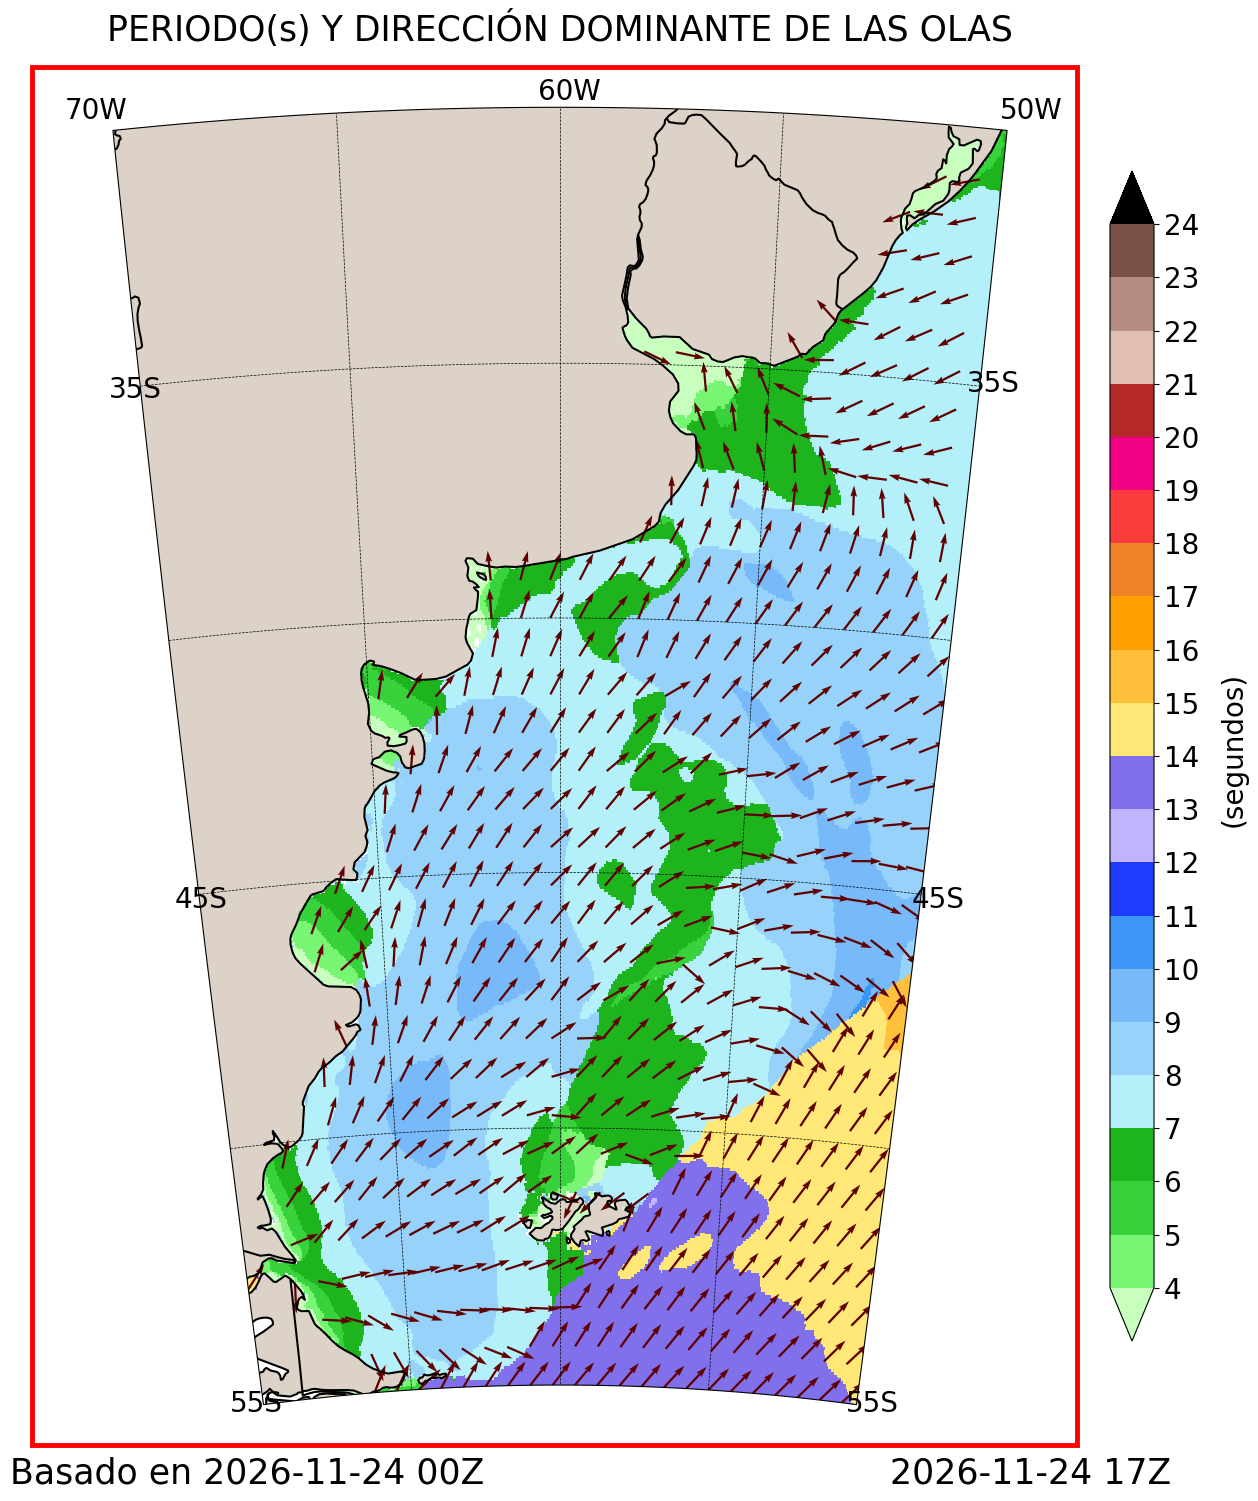 PERIODO(s) Y DIRECCIÓN DOMINANTE DE LAS OLAS
70W
60W
50W
35S
35S
45S
45S
55S
55S
24
23
22
21
20
19
18
17
16
15
14
13
12
11
10
9
8
7
6
5
4
(segundos)
Basado en 2026-11-24 00Z
2026-11-24 17Z